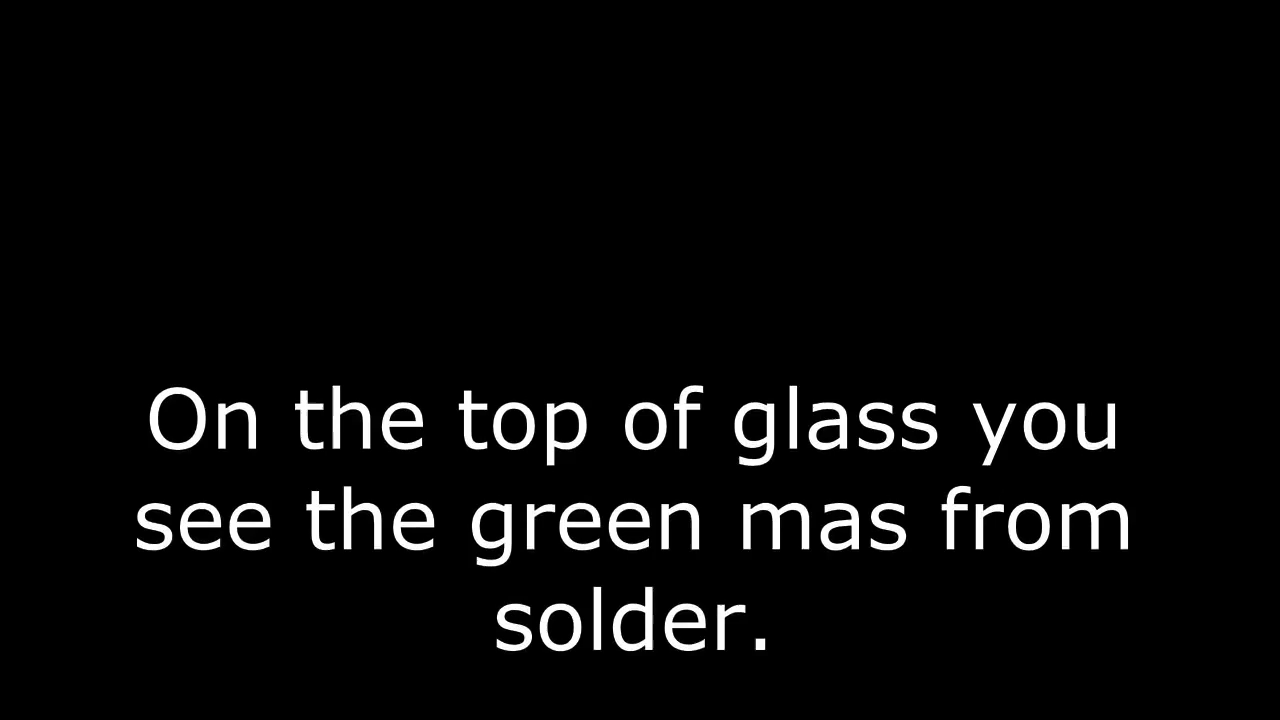 On the top of glass you
see the green mas from
solder.